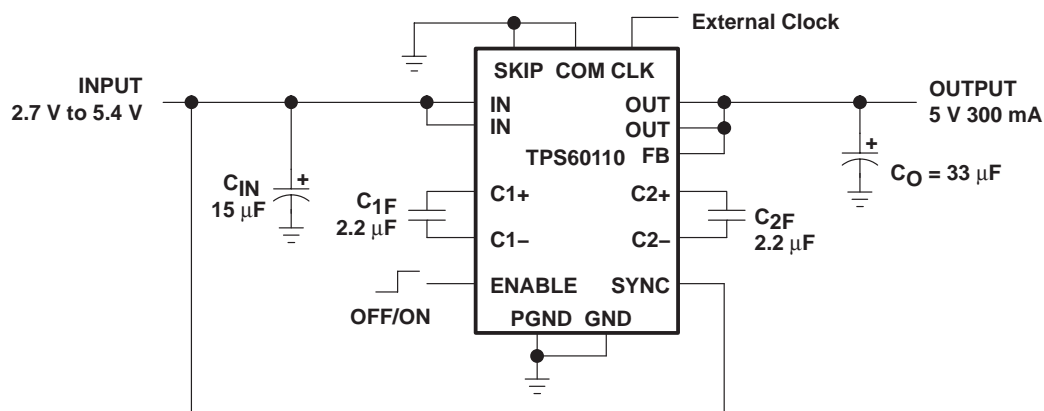 External Clock
SKIP COM CLK
INPUT
2.7 V to 5.4 V
IN
IN
OUT
OUT
FB
TPS60110
OUTPUT
5 V 300 mA
+
CIN
15 μF
+
CO = 33 μF
C1F
2.2 μF
C1+
C1−
C2+
C2−
C2F
2.2 μF
ENABLE
SYNC
OFF/ON
PGND GND